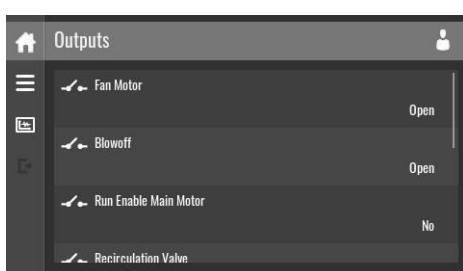 Outputs
Fan Motor
Open
Blowoff
Open
Run Enable Main Motor
No
Recirculation Valve